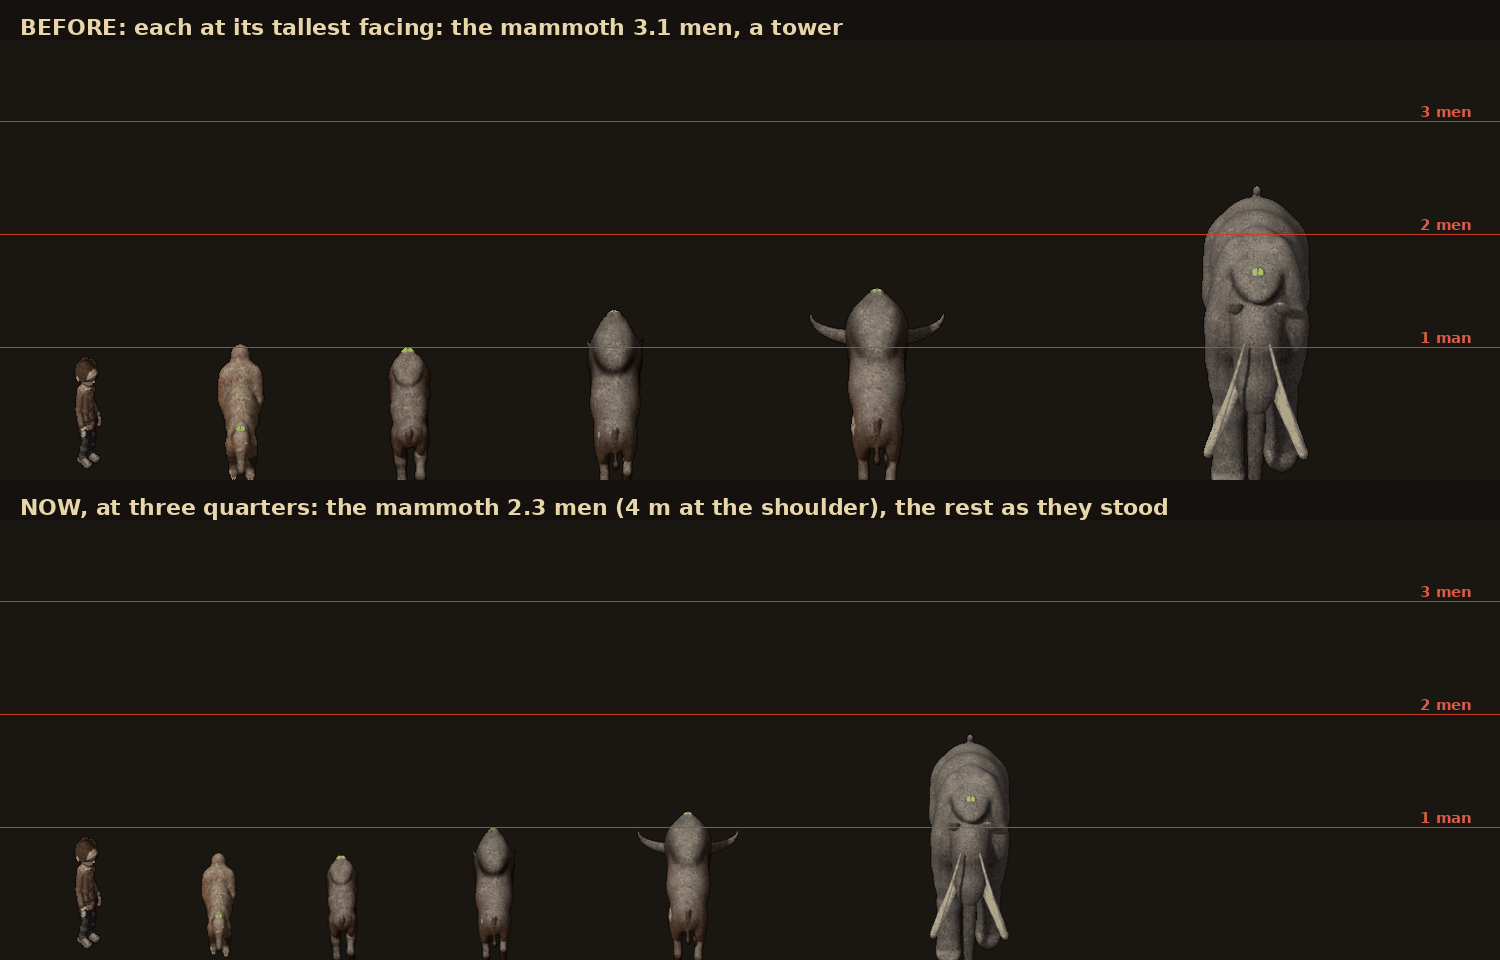 BEFORE: each at its tallest facing: the mammoth 3.1 men, a tower
3 men
2 men
1 man
NOW, at three quarters: the mammoth 2.3 men (4 m at the shoulder), the rest as they stood
3 men
2 men
1 man